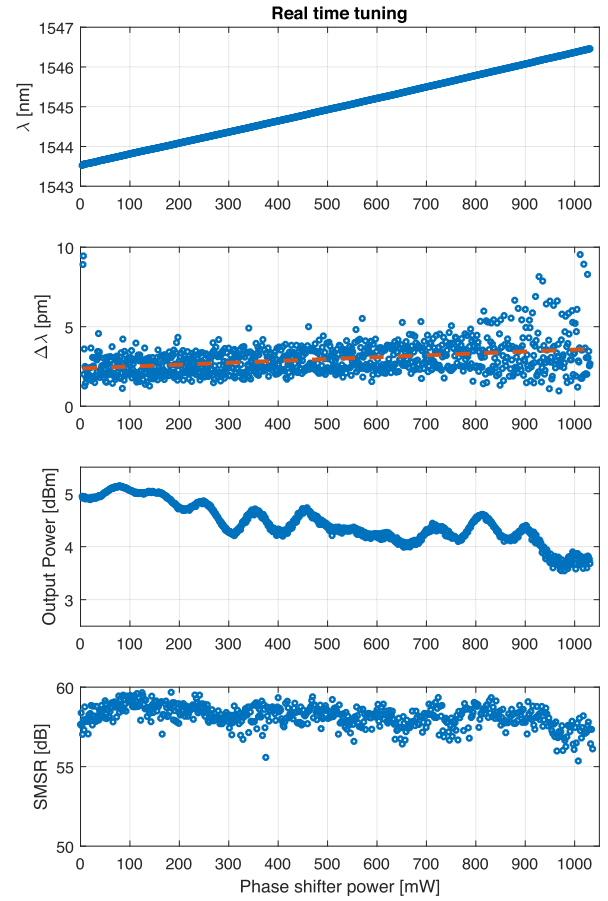 Real time tuning
1547
1546
1545
1544
1543
λ [nm]
0 100 200 300 400 500 600 700 800 900 1000
10
5
0
Δλ [pm]
0 100 200 300 400 500 600 700 800 900 1000
5
4
3
Output Power [dBm]
0 100 200 300 400 500 600 700 800 900 1000
60
55
50
SMSR [dB]
0 100 200 300 400 500 600 700 800 900 1000
Phase shifter power [mW]